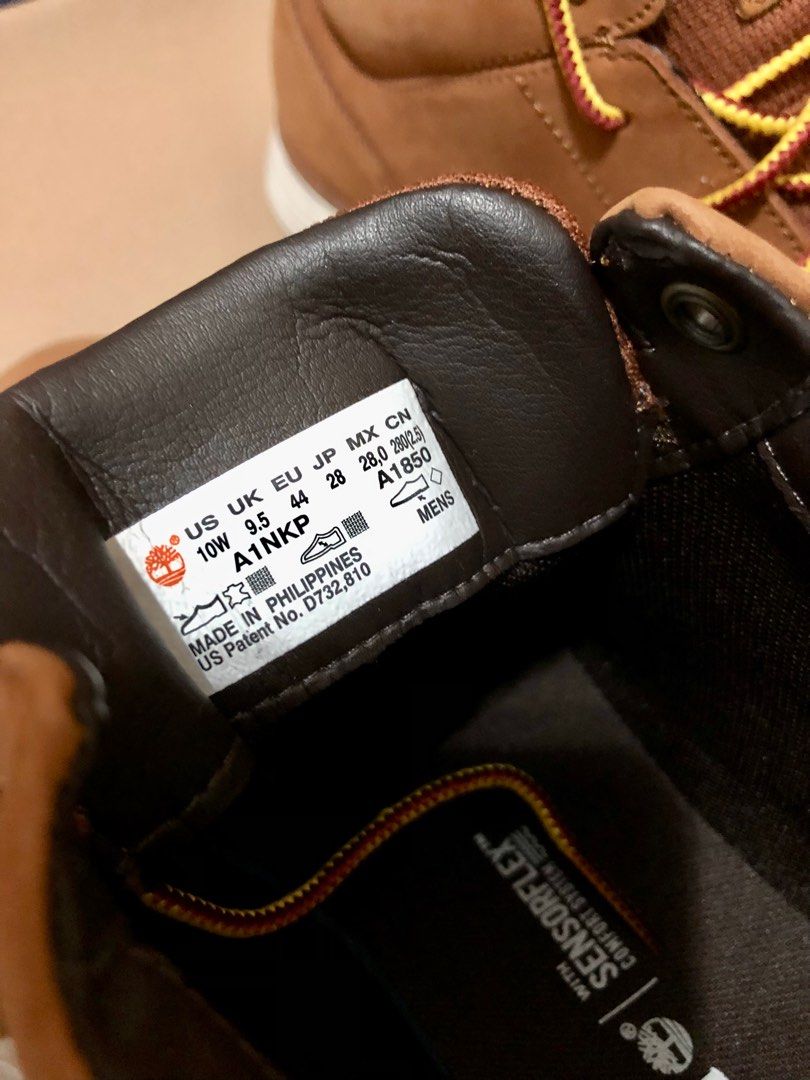 US UK EU JP MX CN
10W 9.5 44 28 28,0 280(2.5)
A1NKP A1850
MENS
MADE IN PHILIPPINES
US Patent No. D732,810
®
WITH
SENSORFLEX™
COMFORT SYSTEM
®